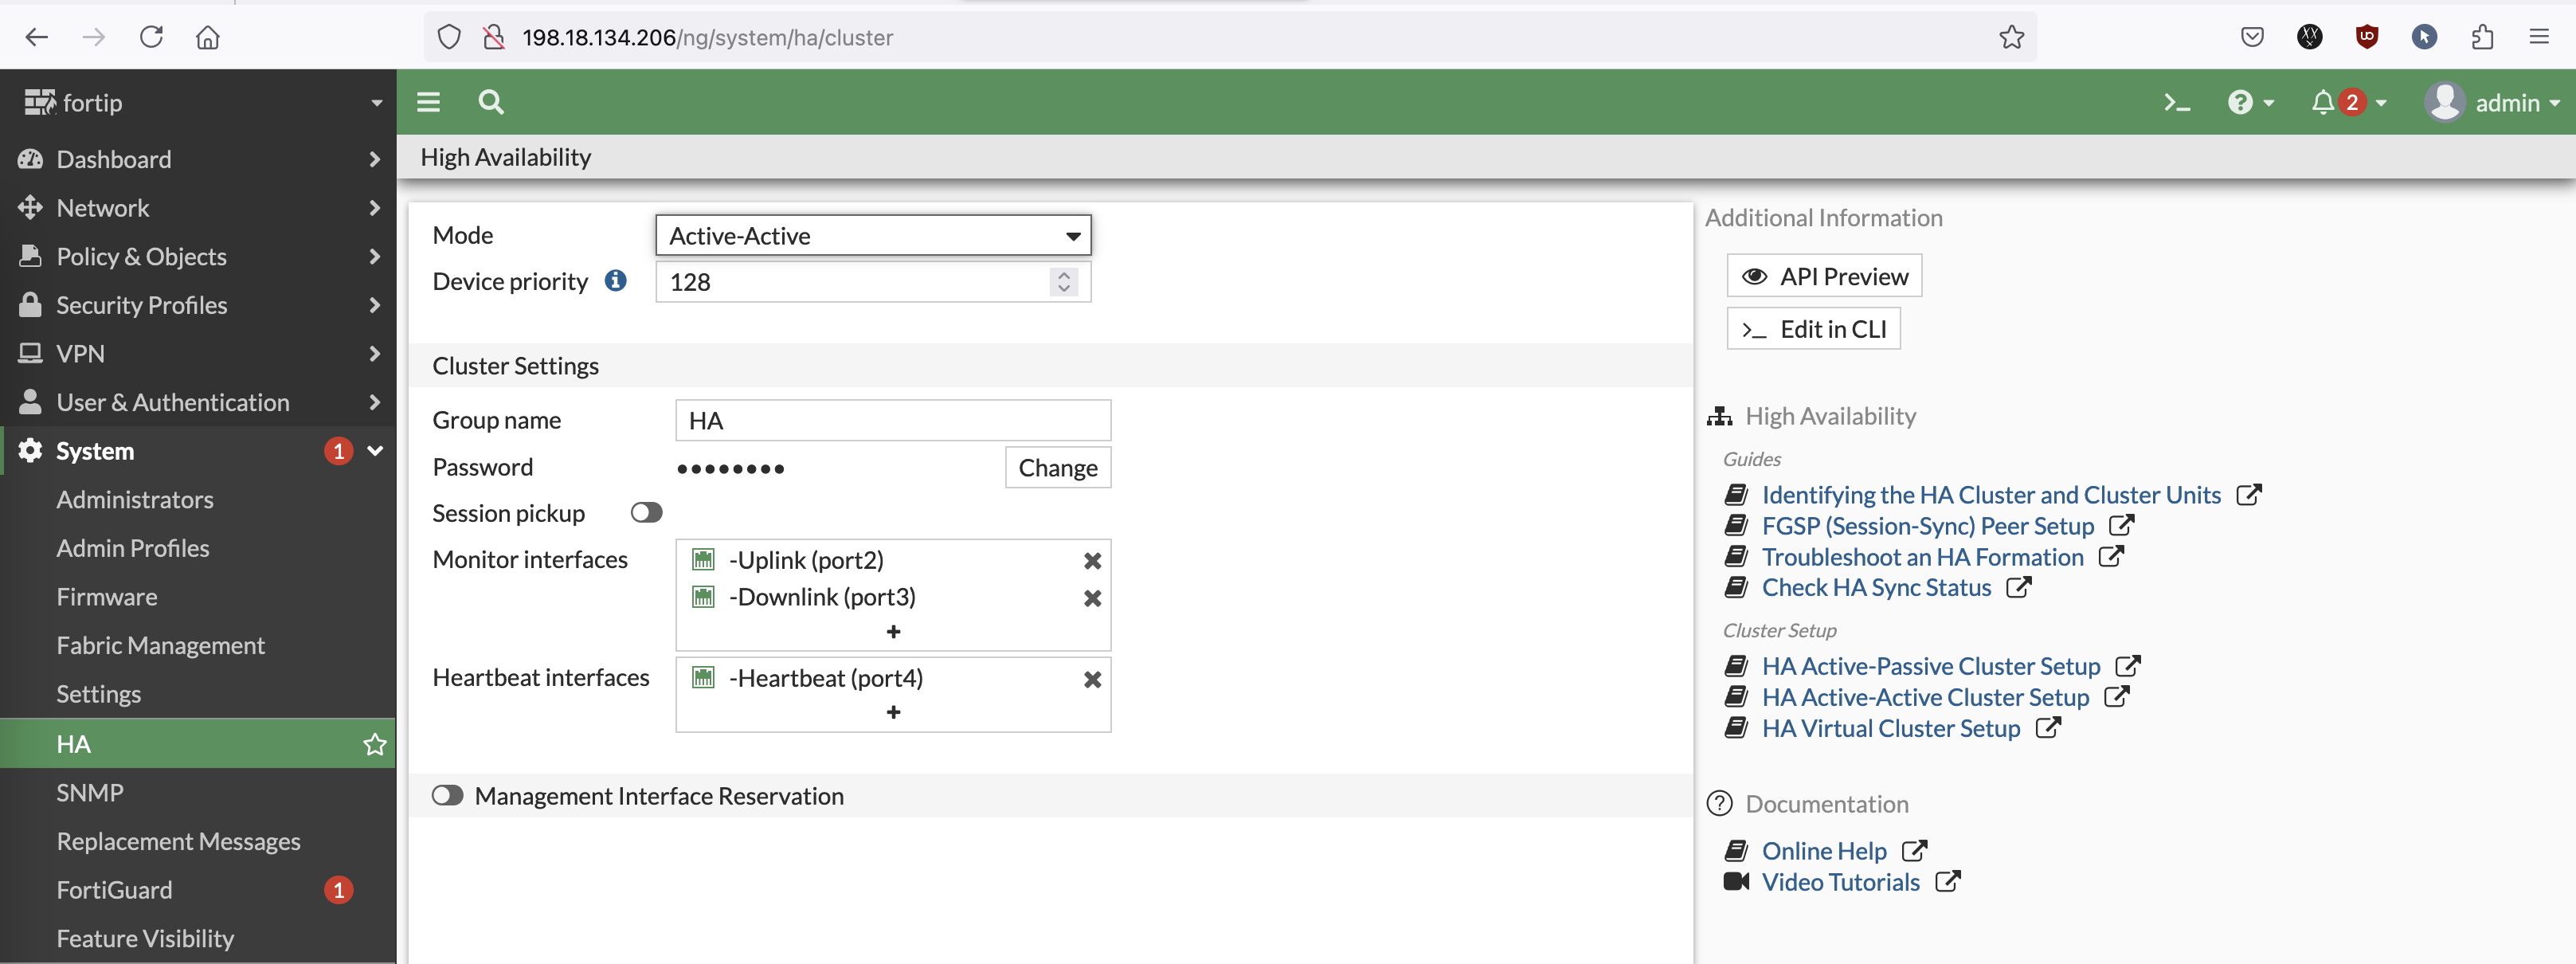 198.18.134.206/ng/system/ha/cluster
fortip
2
admin
Dashboard
Network
Policy & Objects
Security Profiles
VPN
User & Authentication
System 1
Administrators
Admin Profiles
Firmware
Fabric Management
Settings
HA
SNMP
Replacement Messages
FortiGuard 1
Feature Visibility
High Availability
Mode Active-Active
Device priority 128
Cluster Settings
Group name HA
Password •••••••• Change
Session pickup
Monitor interfaces -Uplink (port2)
-Downlink (port3)
+
Heartbeat interfaces -Heartbeat (port4)
+
Management Interface Reservation
Additional Information
API Preview
>_ Edit in CLI
High Availability
Guides
Identifying the HA Cluster and Cluster Units
FGSP (Session-Sync) Peer Setup
Troubleshoot an HA Formation
Check HA Sync Status
Cluster Setup
HA Active-Passive Cluster Setup
HA Active-Active Cluster Setup
HA Virtual Cluster Setup
Documentation
Online Help
Video Tutorials